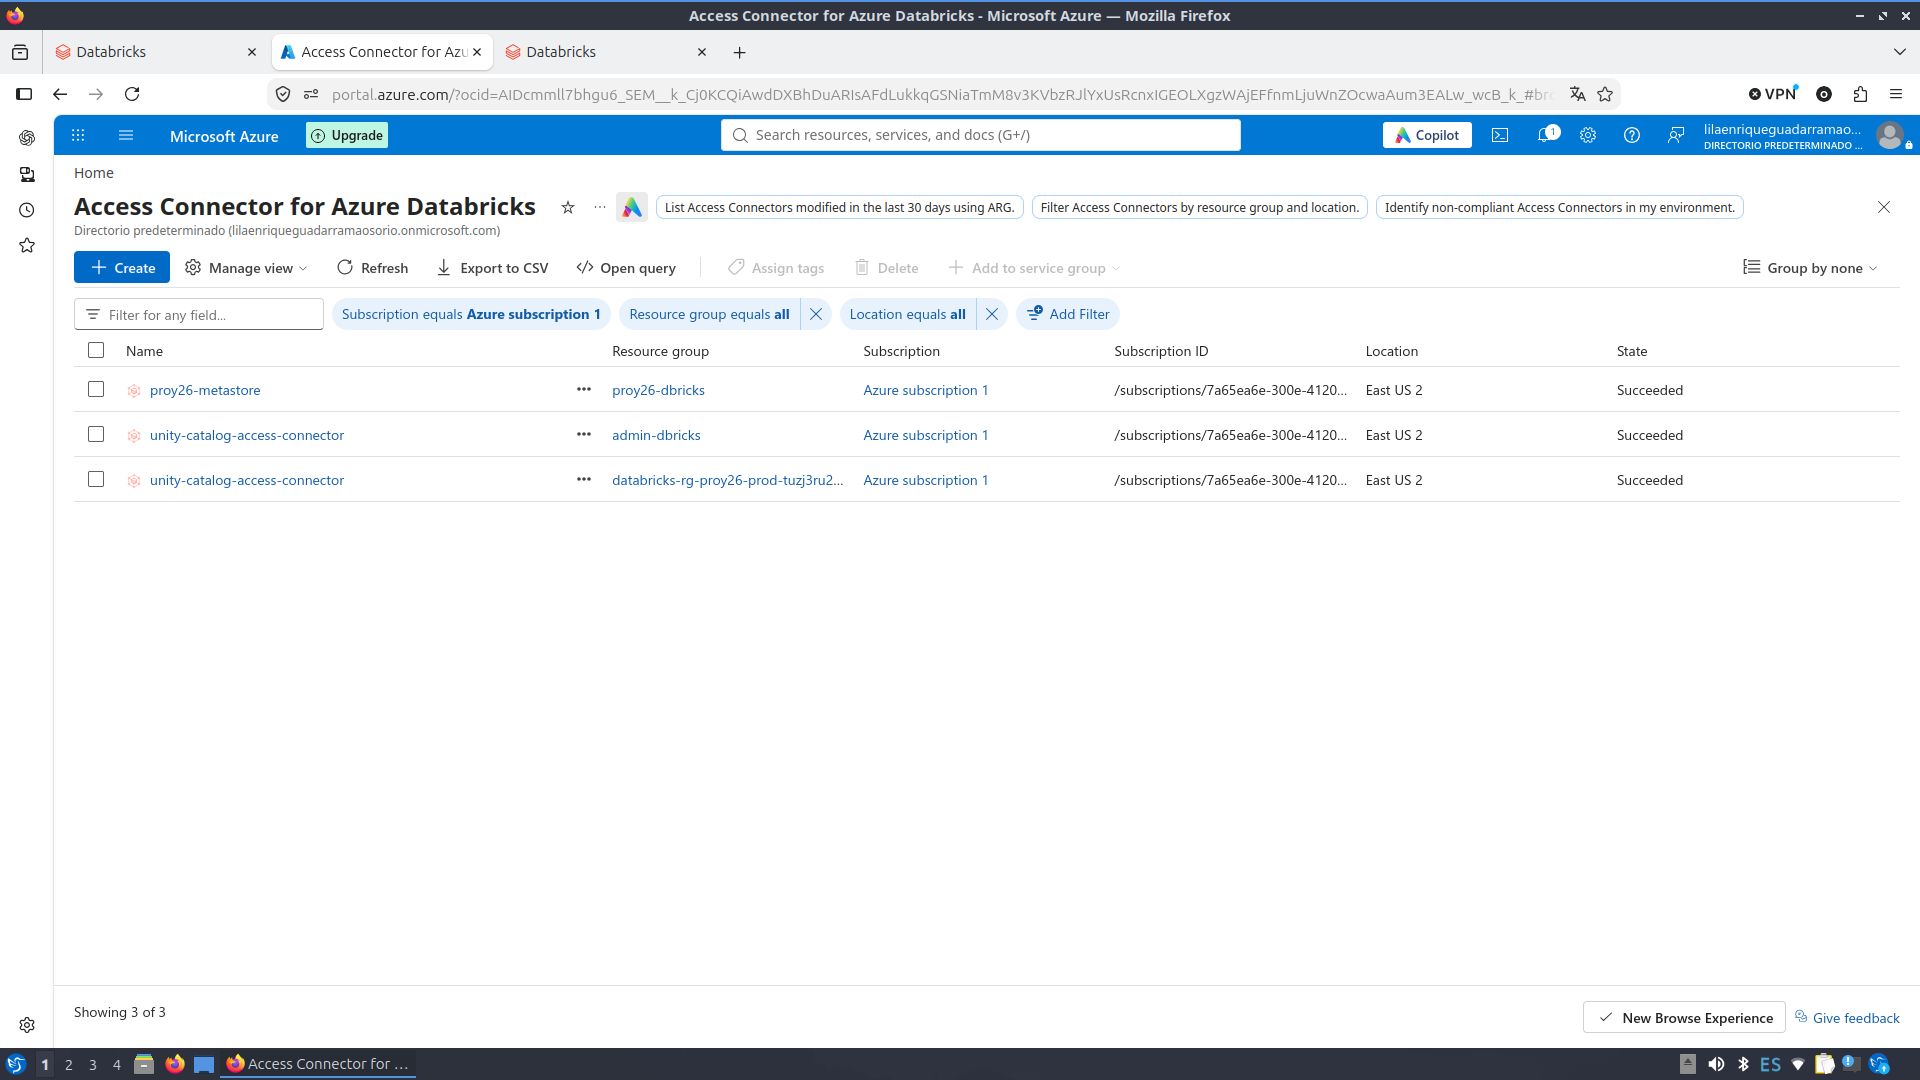 Access Connector for Azure Databricks - Microsoft Azure — Mozilla Firefox
Databricks
Access Connector for Azu
Databricks
VPN
Microsoft Azure
Upgrade
Search resources, services, and docs (G+/)
Copilot
1
lilaenriqueguadarramao...
DIRECTORIO PREDETERMINADO ...
Home
Access Connector for Azure Databricks
List Access Connectors modified in the last 30 days using ARG.
Filter Access Connectors by resource group and location.
Identify non-compliant Access Connectors in my environment.
Directorio predeterminado (lilaenriqueguadarramaosorio.onmicrosoft.com)
Create
Manage view
Refresh
Export to CSV
Open query
Assign tags
Delete
Add to service group
Group by none
Filter for any field...
Subscription equals Azure subscription 1
Resource group equals all
Location equals all
Add Filter
Name Resource group Subscription Subscription ID Location State
proy26-metastore proy26-dbricks Azure subscription 1 /subscriptions/7a65ea6e-300e-4120... East US 2 Succeeded
unity-catalog-access-connector admin-dbricks Azure subscription 1 /subscriptions/7a65ea6e-300e-4120... East US 2 Succeeded
unity-catalog-access-connector databricks-rg-proy26-prod-tuzj3ru2... Azure subscription 1 /subscriptions/7a65ea6e-300e-4120... East US 2 Succeeded
Showing 3 of 3
New Browse Experience
Give feedback
1 2 3 4
Access Connector for ...
ES